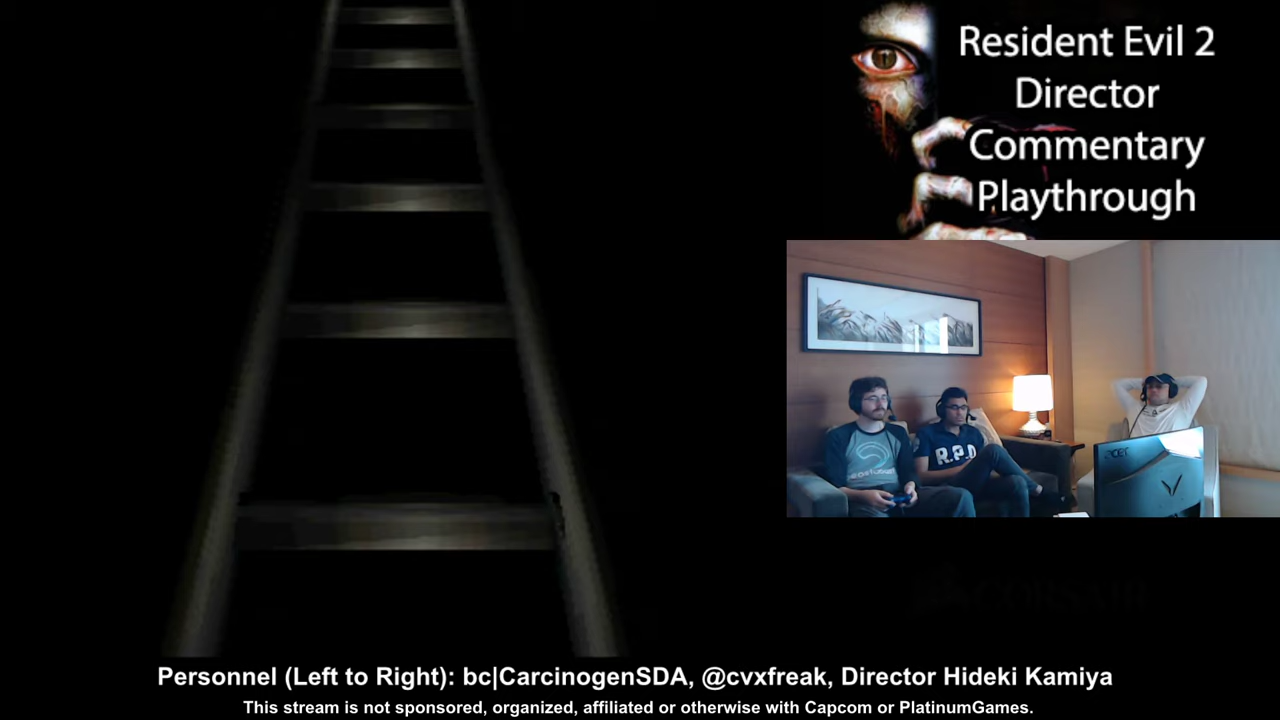 Resident Evil 2
Director
Commentary
Playthrough
R.P.D
acer
Personnel (Left to Right): bc|CarcinogenSDA, @cvxfreak, Director Hideki Kamiya
This stream is not sponsored, organized, affiliated or otherwise with Capcom or PlatinumGames.